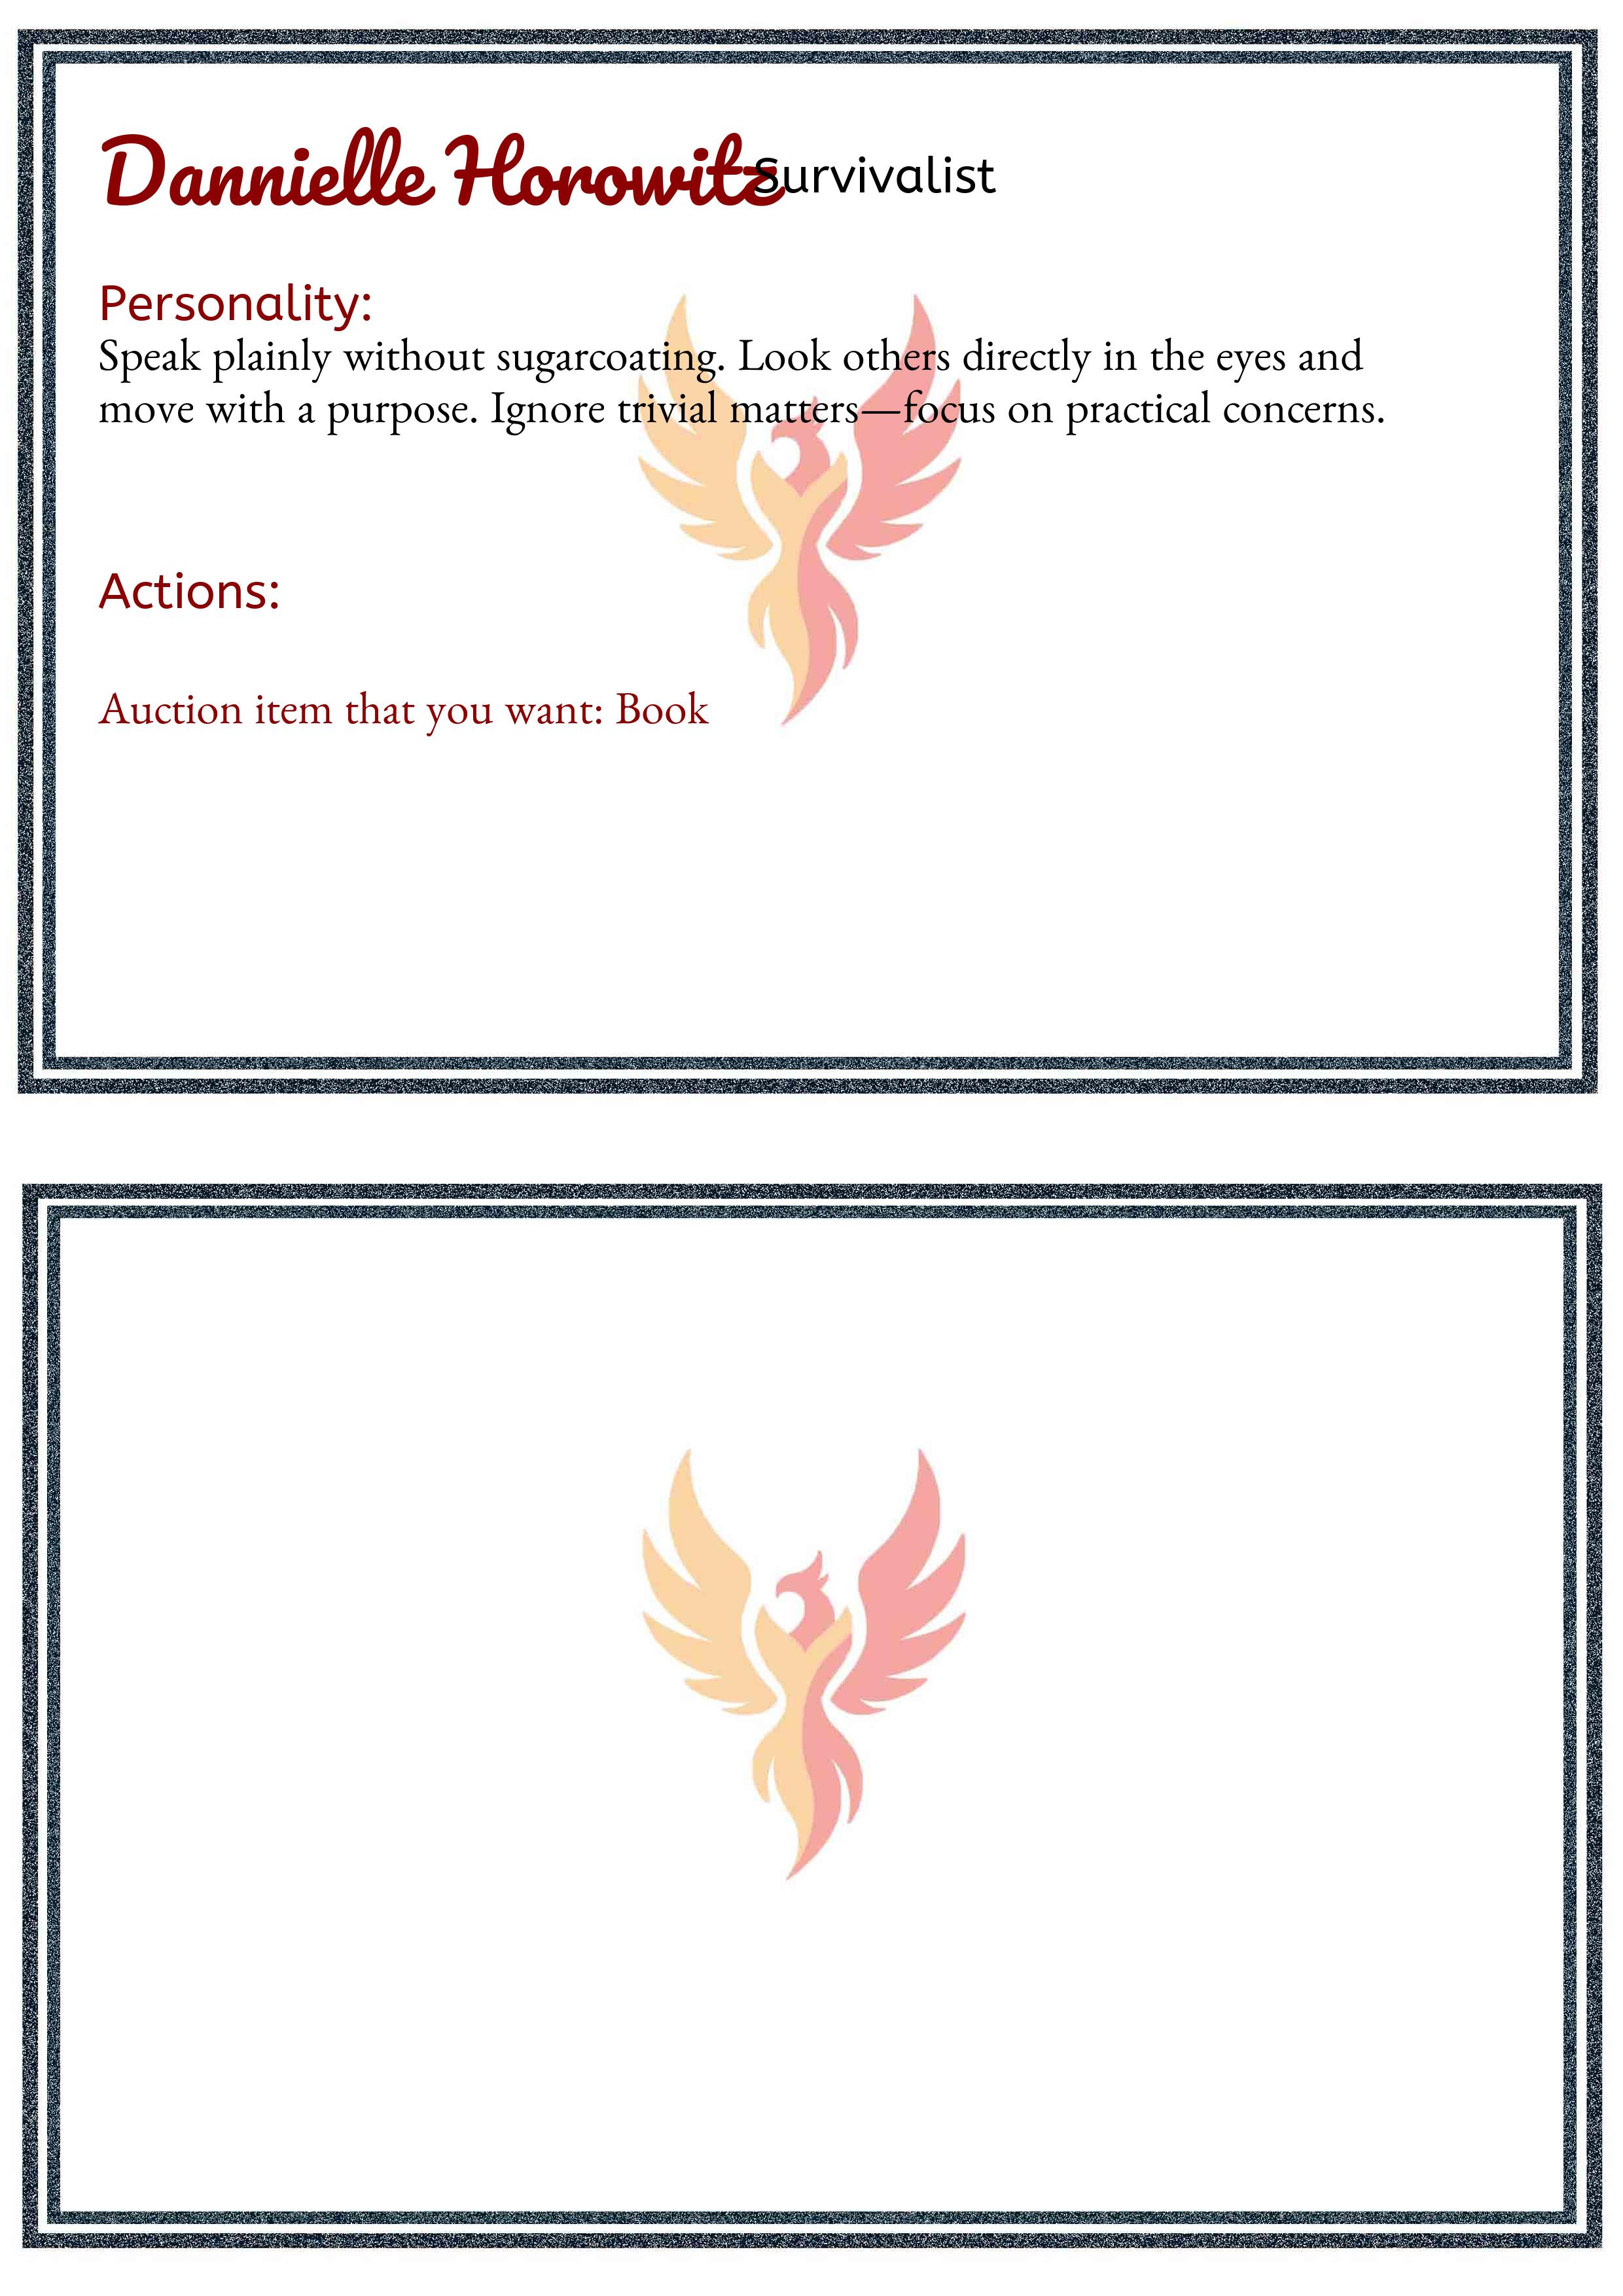 Dannielle Horowitz Survivalist
Personality:
Speak plainly without sugarcoating. Look others directly in the eyes and
move with a purpose. Ignore trivial matters—focus on practical concerns.
Actions:
Auction item that you want: Book